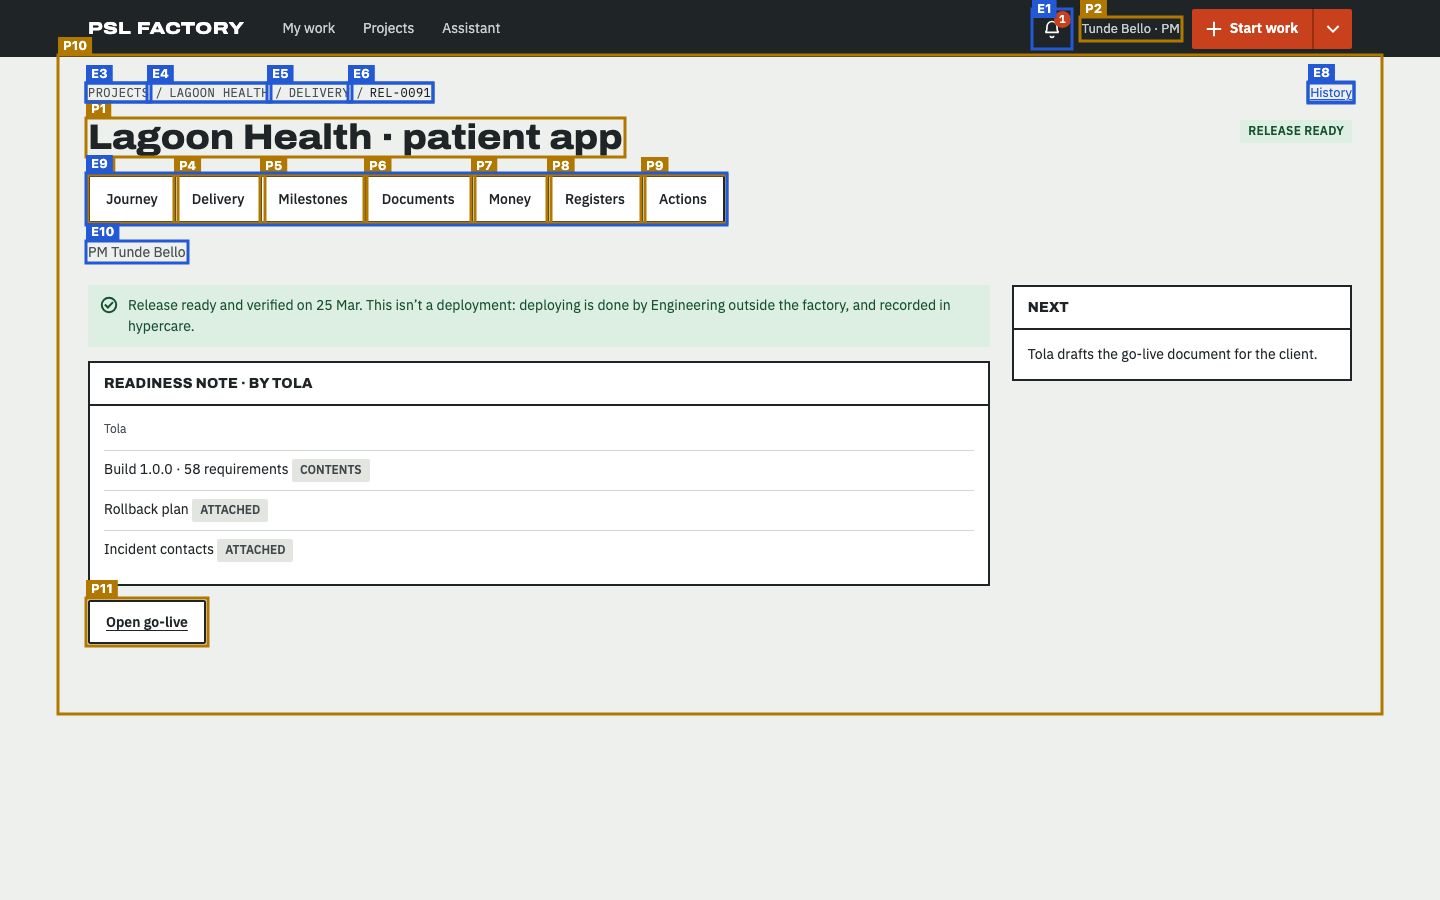 PSL FACTORY
My work
Projects
Assistant
E1
1
P2
Tunde Bello · PM
Start work
P10
E3
E4
E5
E6
E8
PROJECTS / LAGOON HEALTH / DELIVERY / REL-0091
History
P1
Lagoon Health · patient app
RELEASE READY
E9
P4
P5
P6
P7
P8
P9
Journey
Delivery
Milestones
Documents
Money
Registers
Actions
E10
PM Tunde Bello
Release ready and verified on 25 Mar. This isn’t a deployment: deploying is done by Engineering outside the factory, and recorded in
hypercare.
NEXT
Tola drafts the go-live document for the client.
READINESS NOTE · BY TOLA
Tola
Build 1.0.0 · 58 requirements CONTENTS
Rollback plan ATTACHED
Incident contacts ATTACHED
P11
Open go-live